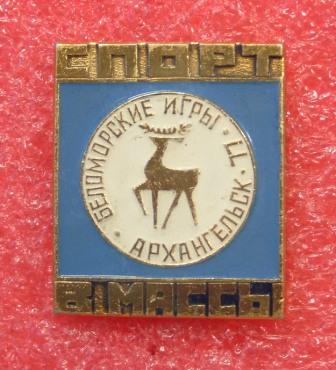 СПОРТ
БЕЛОМОРСКИЕ ИГРЫ · 77 ·
АРХАНГЕЛЬСК ·
В МАССЫ